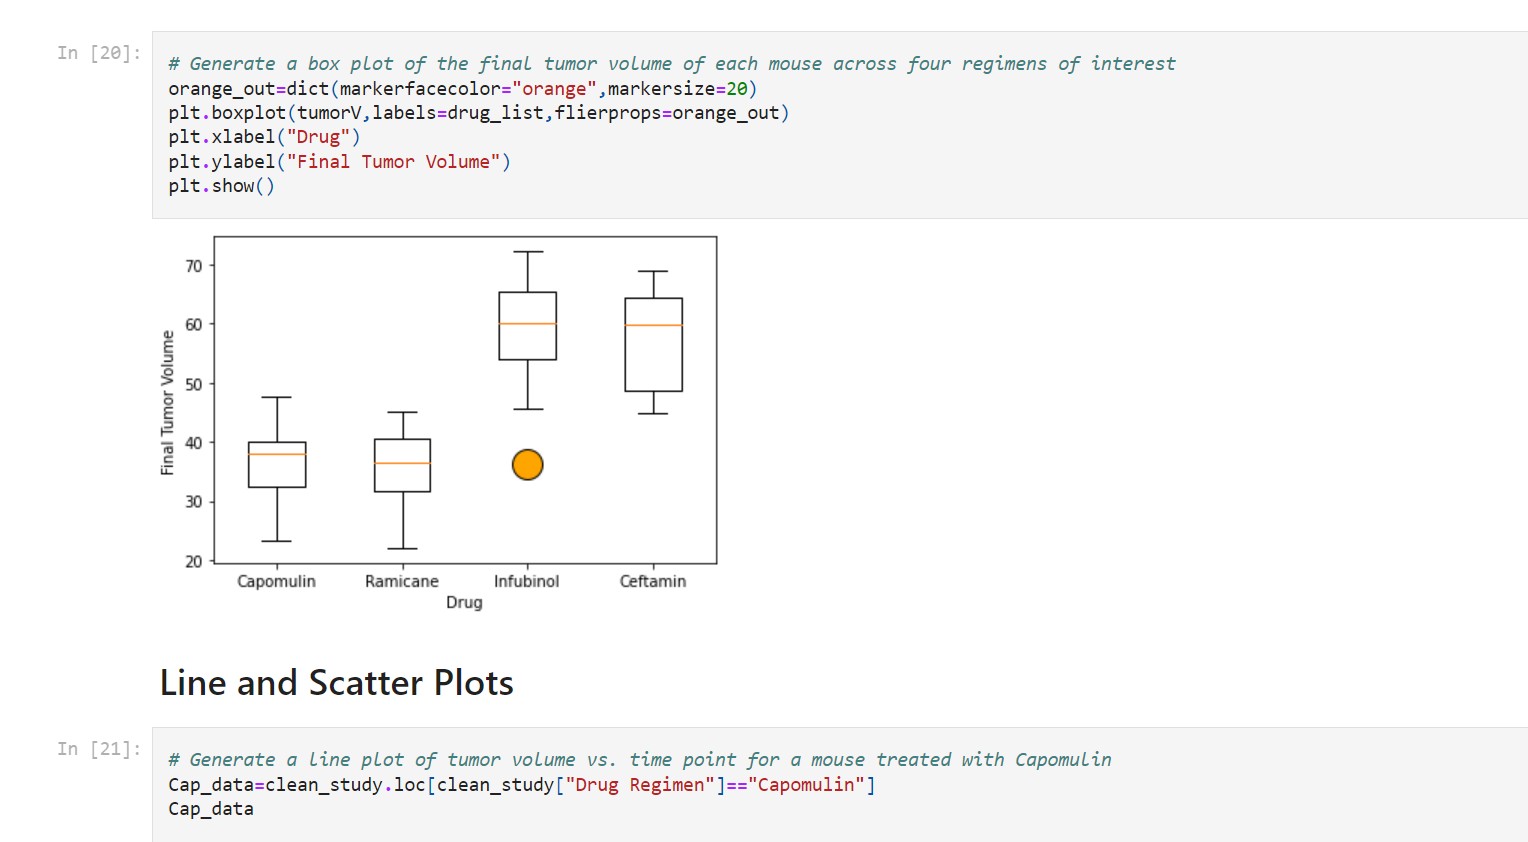 In [20]:
# Generate a box plot of the final tumor volume of each mouse across four regimens of interest
orange_out=dict(markerfacecolor="orange",markersize=20)
plt.boxplot(tumorV,labels=drug_list,flierprops=orange_out)
plt.xlabel("Drug")
plt.ylabel("Final Tumor Volume")
plt.show()
70
60
50
40
30
20
Final Tumor Volume
Capomulin Ramicane Infubinol Ceftamin
Drug
Line and Scatter Plots
In [21]:
# Generate a line plot of tumor volume vs. time point for a mouse treated with Capomulin
Cap_data=clean_study.loc[clean_study["Drug Regimen"]=="Capomulin"]
Cap_data